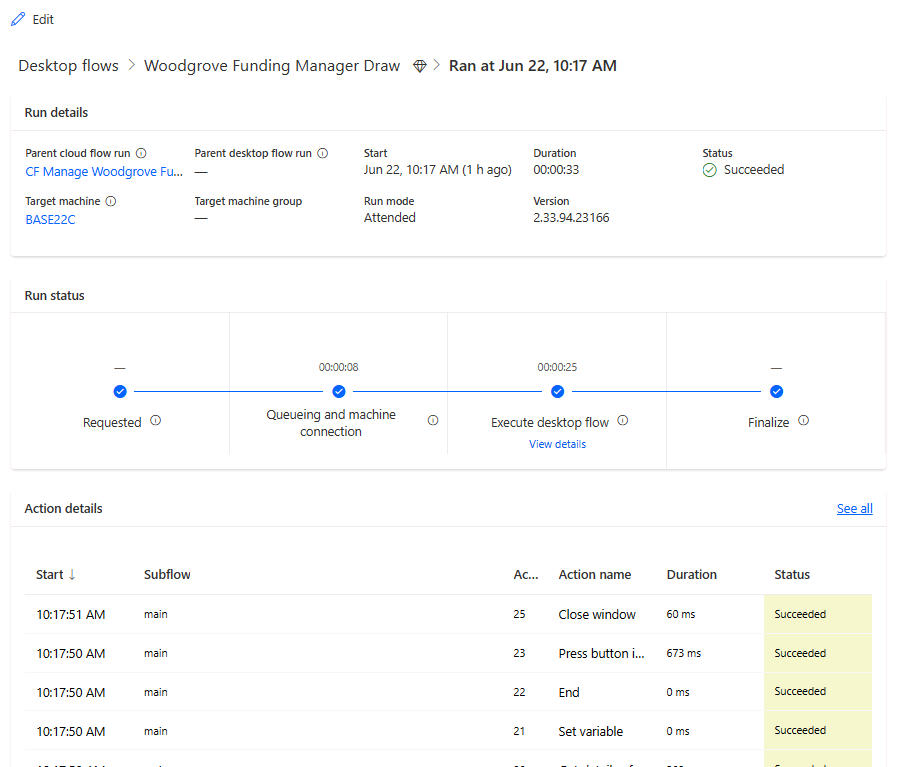 Edit
Desktop flows > Woodgrove Funding Manager Draw > Ran at Jun 22, 10:17 AM
Run details
Parent cloud flow run
CF Manage Woodgrove Fu...
Parent desktop flow run
—
Start
Jun 22, 10:17 AM (1 h ago)
Duration
00:00:33
Status
Succeeded
Target machine
BASE22C
Target machine group
—
Run mode
Attended
Version
2.33.94.23166
Run status
—
Requested
00:00:08
Queueing and machine
connection
00:00:25
Execute desktop flow
View details
—
Finalize
Action details
See all
Start ↓ Subflow Ac... Action name Duration Status
10:17:51 AM main 25 Close window 60 ms Succeeded
10:17:50 AM main 23 Press button i... 673 ms Succeeded
10:17:50 AM main 22 End 0 ms Succeeded
10:17:50 AM main 21 Set variable 0 ms Succeeded